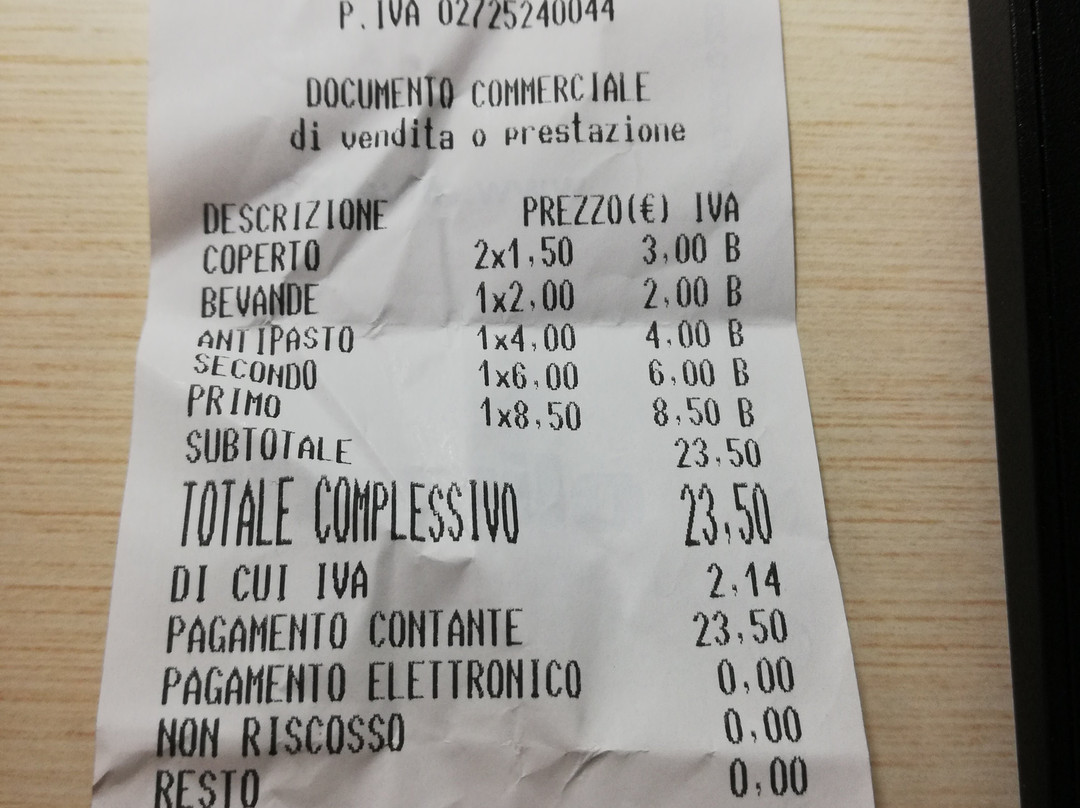 P.IVA 02725240044
DOCUMENTO COMMERCIALE
di vendita o prestazione
DESCRIZIONE PREZZO(€) IVA
COPERTO 2x1,50 3,00 B
BEVANDE 1x2,00 2,00 B
ANTIPASTO 1x4,00 4,00 B
SECONDO 1x6,00 6,00 B
PRIMO 1x8,50 8,50 B
SUBTOTALE 23,50
TOTALE COMPLESSIVO 23,50
DI CUI IVA 2,14
PAGAMENTO CONTANTE 23,50
PAGAMENTO ELETTRONICO 0,00
NON RISCOSSO 0,00
RESTO 0,00